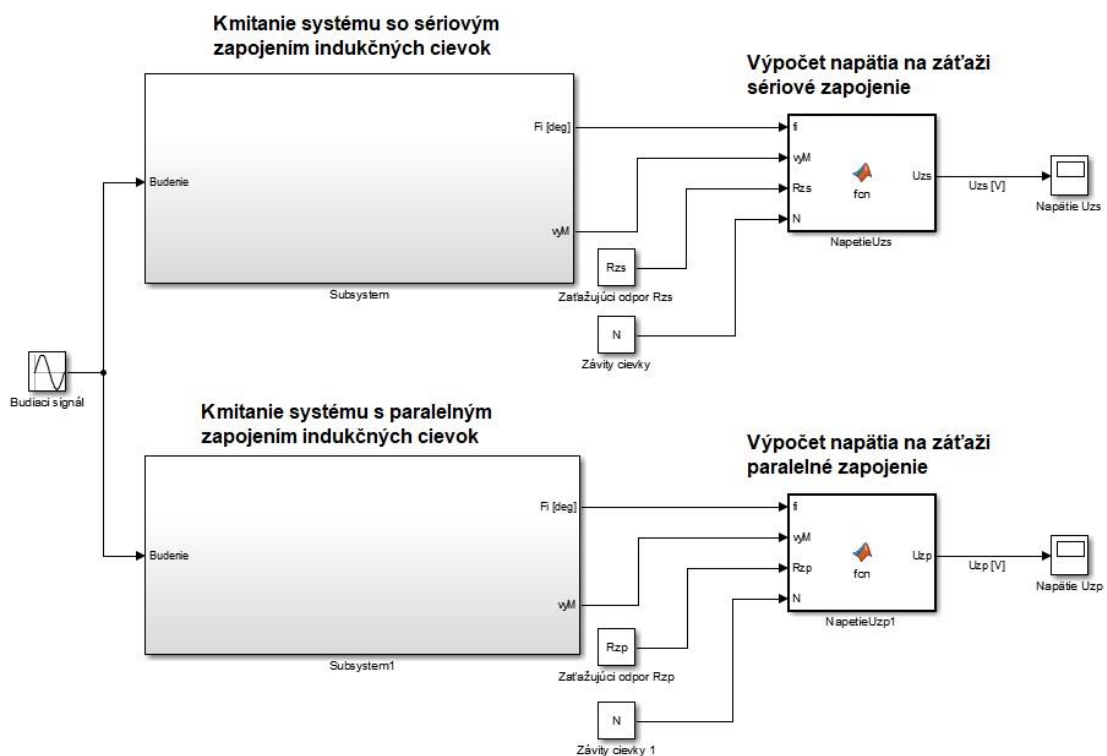 Kmitanie systému so sériovým
zapojením indukčných cievok
Výpočet napätia na záťaži
sériové zapojenie
Budenie
Fi [deg]
vyM
Subsystem
fi
vyM
Rzs
N
fcn
Uzs
NapetieUzs
Uzs [V]
Napätie Uzs
Rzs
Zaťažujúci odpor Rzs
N
Závity cievky
Budiaci signál
Kmitanie systému s paralelným
zapojením indukčných cievok
Výpočet napätia na záťaži
paralelné zapojenie
Budenie
Fi [deg]
vyM
Subsystem1
fi
vyM
Rzp
N
fcn
Uzp
NapetieUzp1
Uzp [V]
Napätie Uzp
Rzp
Zaťažujúci odpor Rzp
N
Závity cievky 1